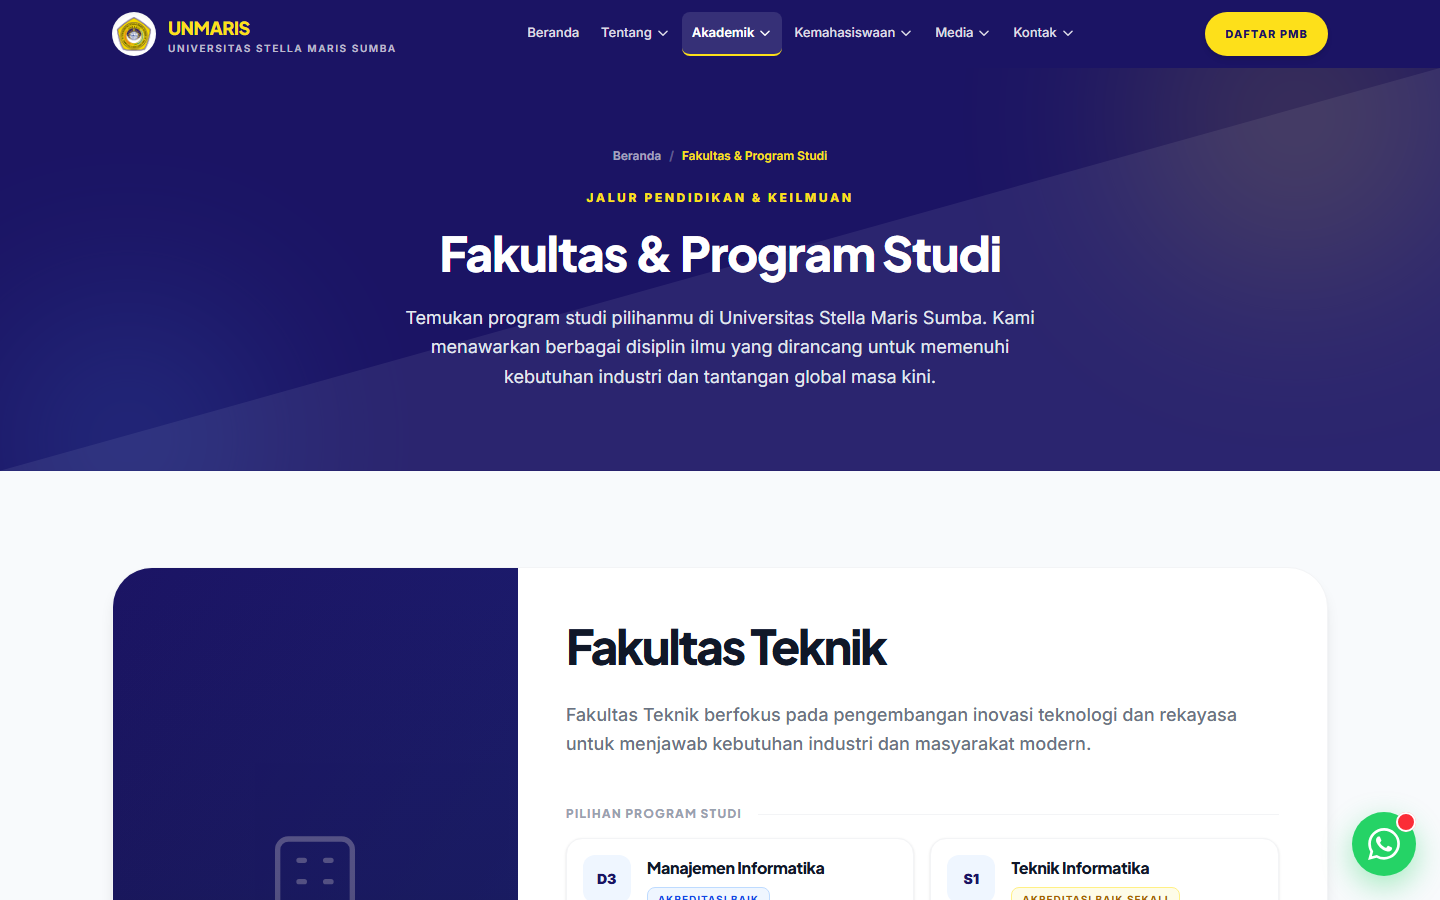 UNMARIS
UNIVERSITAS STELLA MARIS SUMBA
Beranda
Tentang
Akademik
Kemahasiswaan
Media
Kontak
DAFTAR PMB
Beranda / Fakultas & Program Studi
JALUR PENDIDIKAN & KEILMUAN
Fakultas & Program Studi
Temukan program studi pilihanmu di Universitas Stella Maris Sumba. Kami
menawarkan berbagai disiplin ilmu yang dirancang untuk memenuhi
kebutuhan industri dan tantangan global masa kini.
Fakultas Teknik
Fakultas Teknik berfokus pada pengembangan inovasi teknologi dan rekayasa
untuk menjawab kebutuhan industri dan masyarakat modern.
PILIHAN PROGRAM STUDI
D3
Manajemen Informatika
AKREDITASI BAIK
S1
Teknik Informatika
AKREDITASI BAIK SEKALI